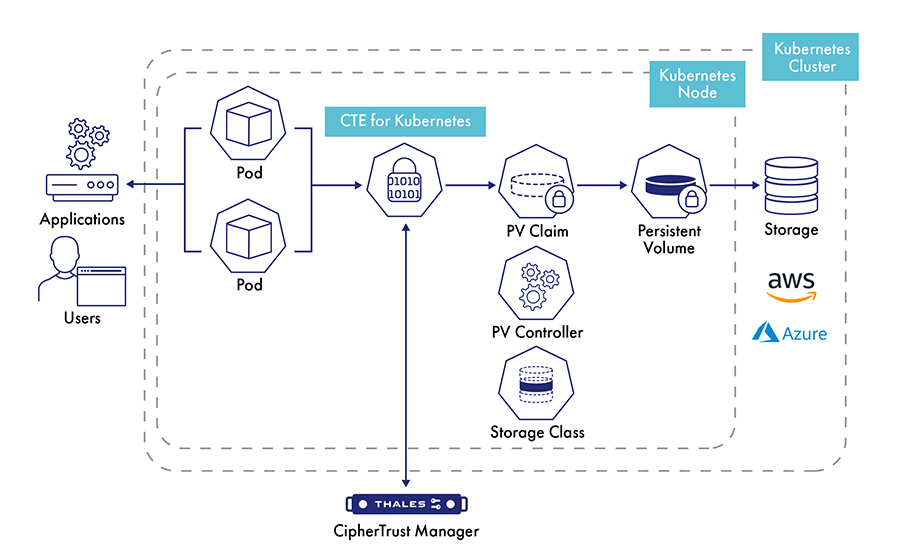 Kubernetes
Cluster
Kubernetes
Node
CTE for Kubernetes
Pod
01010
10101
Applications
PV Claim
Persistent
Volume
Storage
Pod
Users
aws
PV Controller
Azure
Storage Class
THALES
CipherTrust Manager